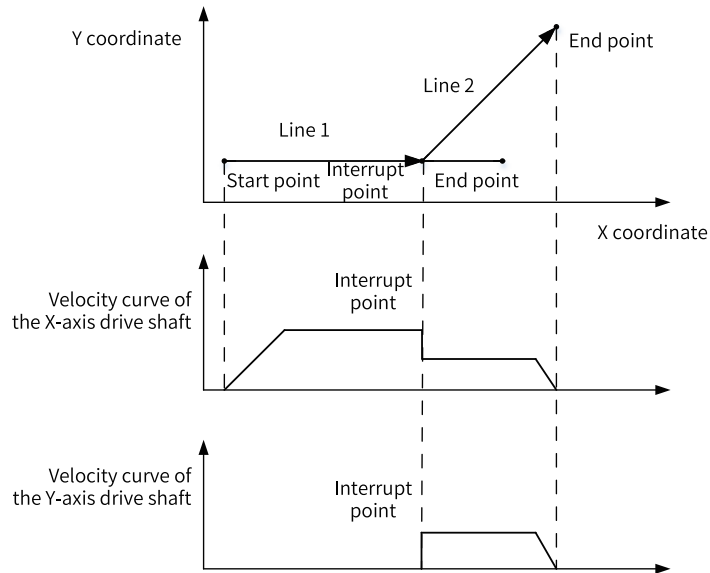 Y coordinate
End point
Line 2
Line 1
Start point
Interrupt
point
End point
X coordinate
Velocity curve of
the X-axis drive shaft
Interrupt
point
Velocity curve of
the Y-axis drive shaft
Interrupt
point